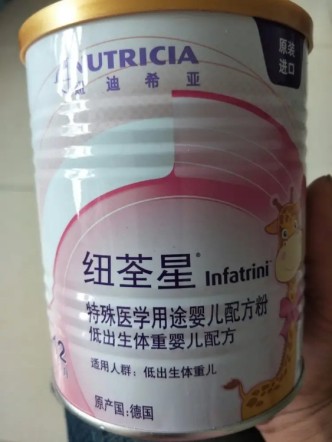 NUTRICIA
迪希亚
原装
进口
纽荃星® Infatrini
特殊医学用途婴儿配方粉
低出生体重婴儿配方
适用人群：低出生体重儿
原产国：德国
2